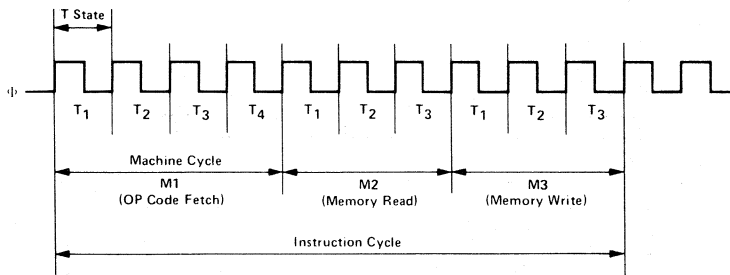 T State
Φ
T1 T2 T3 T4 T1 T2 T3 T1 T2 T3
Machine Cycle
M1
(OP Code Fetch)
M2
(Memory Read)
M3
(Memory Write)
Instruction Cycle